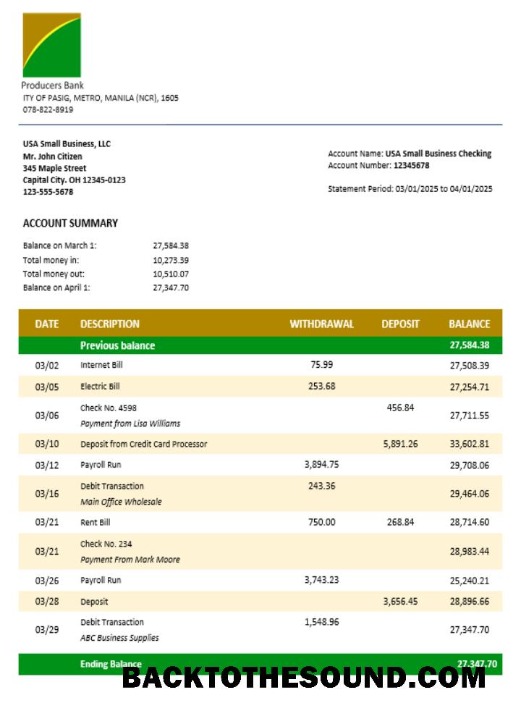 Producers Bank
ITY OF PASIG, METRO, MANILA (NCR), 1605
078-822-8919
USA Small Business, LLC
Mr. John Citizen
345 Maple Street
Capital City. OH 12345-0123
123-555-5678
Account Name: USA Small Business Checking
Account Number: 12345678
Statement Period: 03/01/2025 to 04/01/2025
ACCOUNT SUMMARY
Balance on March 1: 27,584.38
Total money in: 10,273.39
Total money out: 10,510.07
Balance on April 1: 27,347.70
DATE DESCRIPTION WITHDRAWAL DEPOSIT BALANCE
Previous balance 27,584.38
03/02 Internet Bill 75.99 27,508.39
03/05 Electric Bill 253.68 27,254.71
03/06 Check No. 4598 456.84 27,711.55
Payment from Lisa Williams
03/10 Deposit from Credit Card Processor 5,891.26 33,602.81
03/12 Payroll Run 3,894.75 29,708.06
03/16 Debit Transaction 243.36 29,464.06
Main Office Wholesale
03/21 Rent Bill 750.00 268.84 28,714.60
03/21 Check No. 234 28,983.44
Payment From Mark Moore
03/26 Payroll Run 3,743.23 25,240.21
03/28 Deposit 3,656.45 28,896.66
03/29 Debit Transaction 1,548.96 27,347.70
ABC Business Supplies
Ending Balance 27,347.70
BACKTOTHESOUND.COM